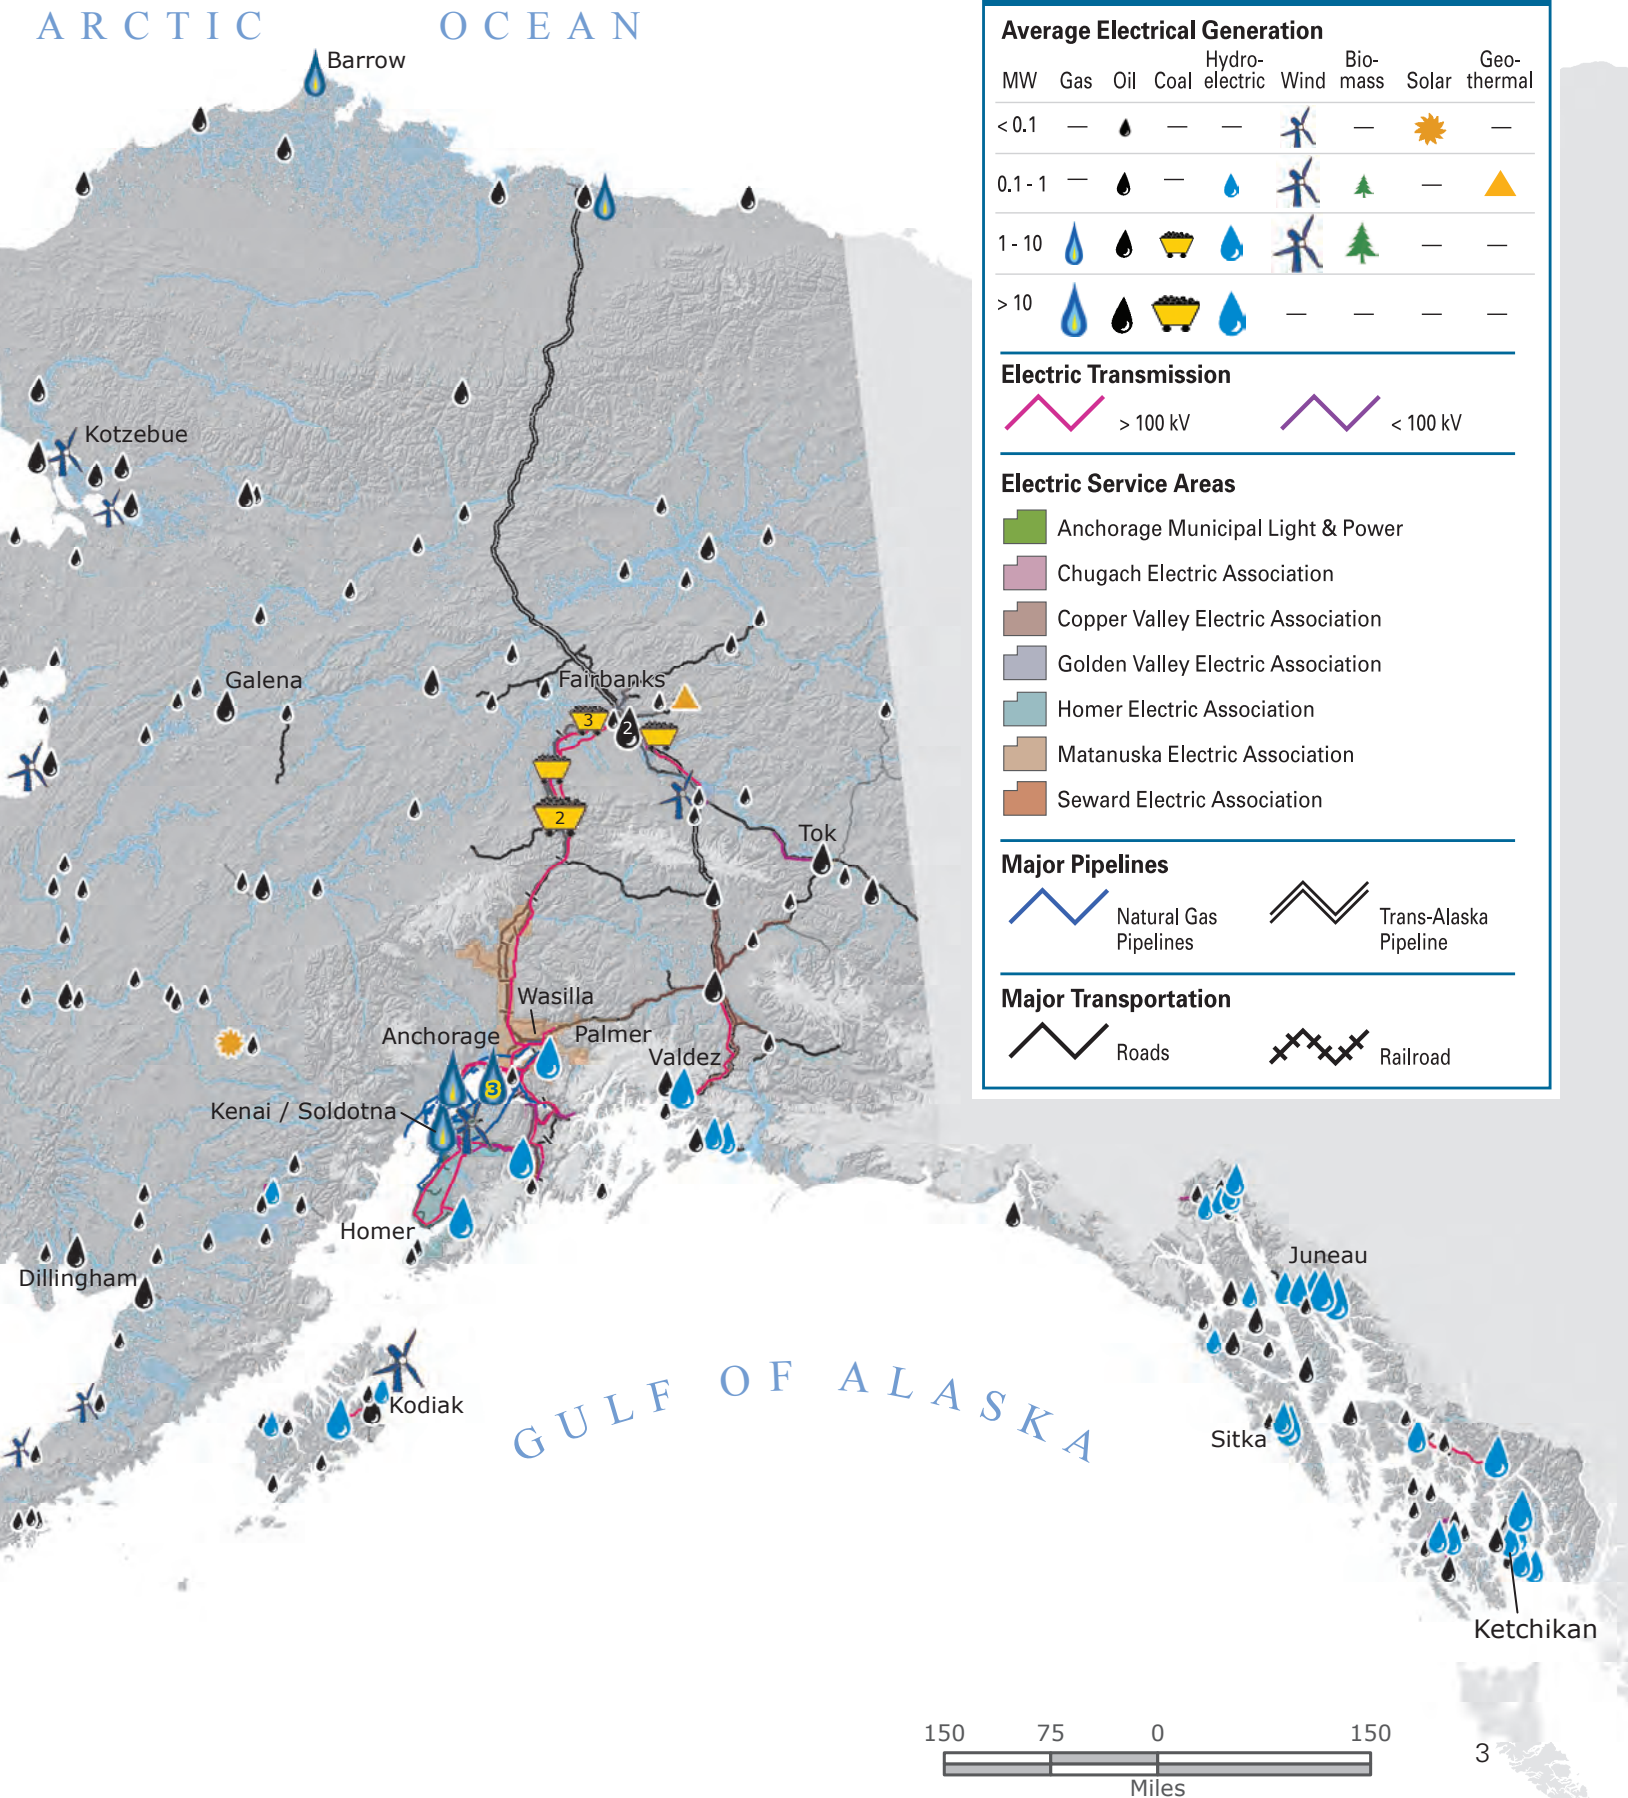 ARCTIC OCEAN
Barrow
Kotzebue
Galena
Fairbanks
3
2
2
Tok
Wasilla
Anchorage
Palmer
Valdez
3
Kenai / Soldotna
Homer
Dillingham
Kodiak
GULF OF ALASKA
Juneau
Sitka
Ketchikan
Average Electrical Generation
MW Gas Oil Coal Hydro-electric Wind Bio-mass Solar Geo-thermal
< 0.1 — — — — —
0.1 - 1 — — —
1 - 10 — —
> 10 — — — —
Electric Transmission
> 100 kV < 100 kV
Electric Service Areas
Anchorage Municipal Light & Power
Chugach Electric Association
Copper Valley Electric Association
Golden Valley Electric Association
Homer Electric Association
Matanuska Electric Association
Seward Electric Association
Major Pipelines
Natural Gas Trans-Alaska
Pipelines Pipeline
Major Transportation
Roads Railroad
150 75 0 150
Miles
3